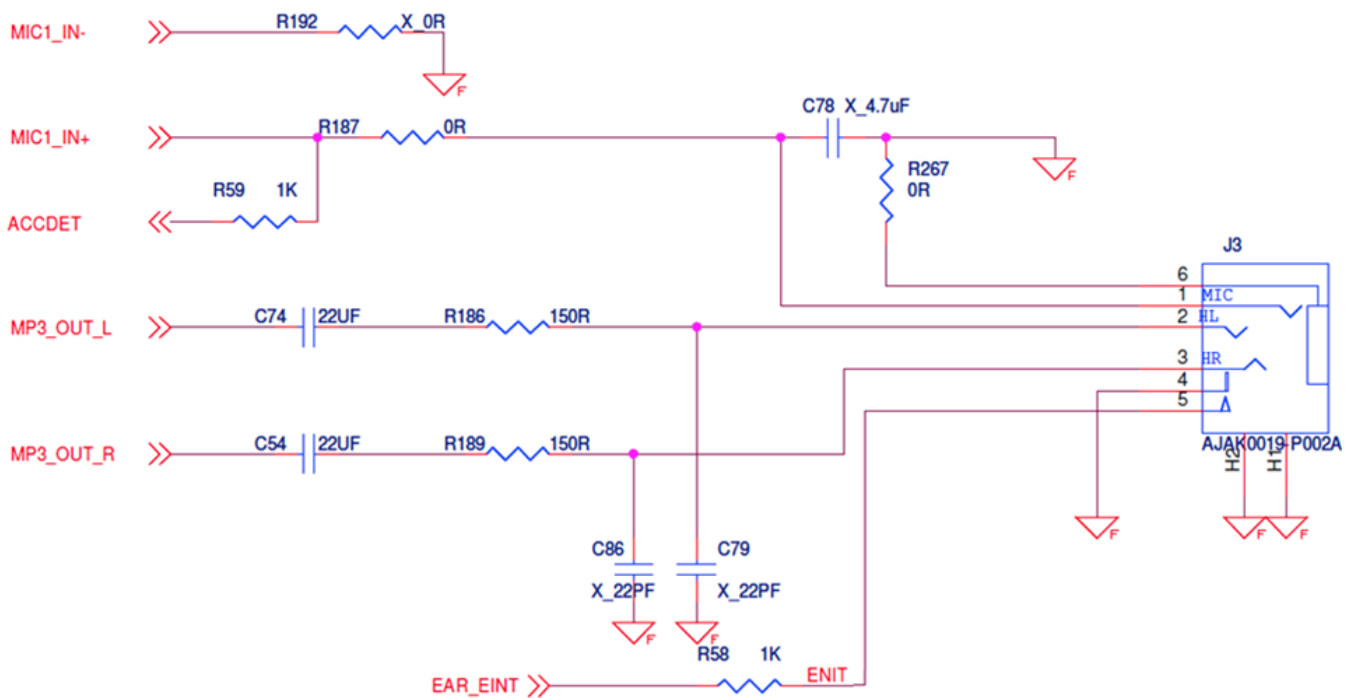 R192 X_0R
MIC1_IN-
F
C78 X_4.7uF
MIC1_IN+
R187 0R
F
R267
0R
R59 1K
ACCDET
J3
6
1 MIC
C74 22UF R186 150R
2 HL
MP3_OUT_L
3 HR
4
5
C54 22UF R189 150R
AJAK0019-P002A
MP3_OUT_R
H2 H1
F F F
C86 C79
X_22PF X_22PF
F F
R58 1K ENIT
EAR_EINT